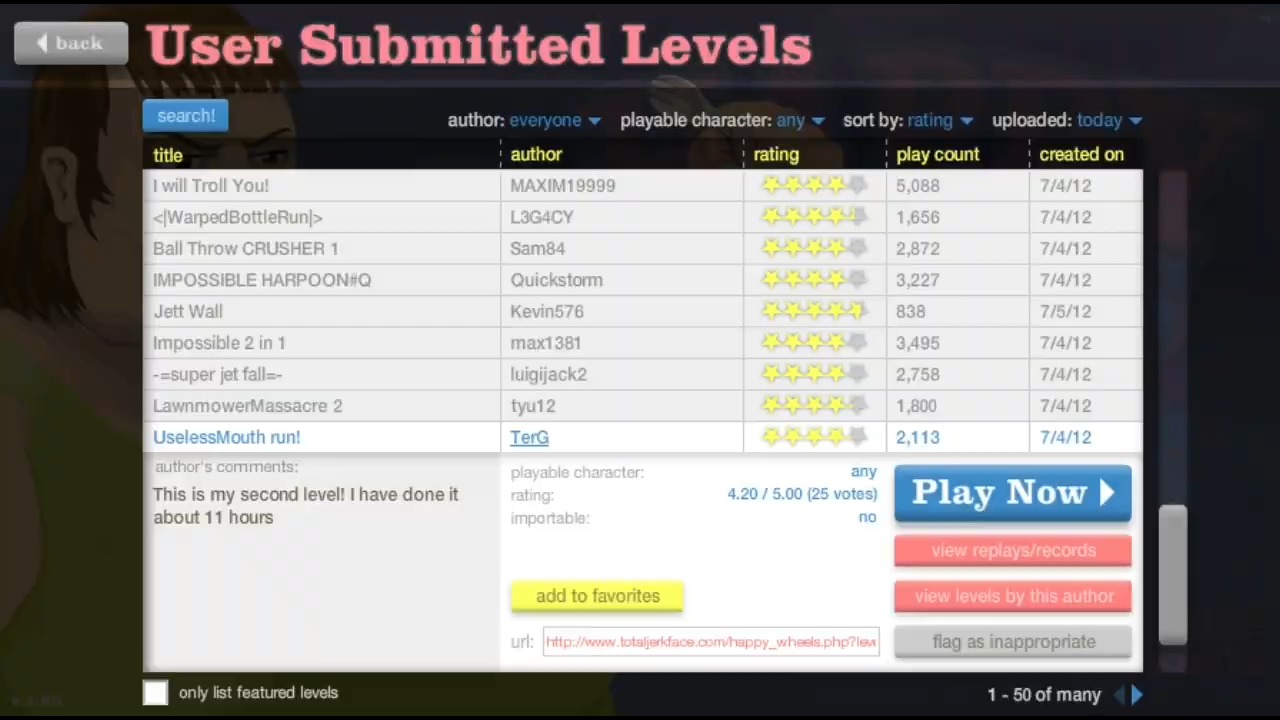 back
User Submitted Levels
search!
author: everyone playable character: any sort by: rating uploaded: today
title author rating play count created on
I will Troll You! MAXIM19999 5,088 7/4/12
<|WarpedBottleRun|> L3G4CY 1,656 7/4/12
Ball Throw CRUSHER 1 Sam84 2,872 7/4/12
IMPOSSIBLE HARPOON#Q Quickstorm 3,227 7/4/12
Jett Wall Kevin576 838 7/5/12
Impossible 2 in 1 max1381 3,495 7/4/12
-=super jet fall=- luigijack2 2,758 7/4/12
LawnmowerMassacre 2 tyu12 1,800 7/4/12
UselessMouth run! TerG 2,113 7/4/12
author's comments:
This is my second level! I have done it
about 11 hours
playable character: any
rating: 4.20 / 5.00 (25 votes)
importable: no
add to favorites
url: http://www.totaljerkface.com/happy_wheels.php?leve
Play Now
view replays/records
view levels by this author
flag as inappropriate
only list featured levels
1 - 50 of many